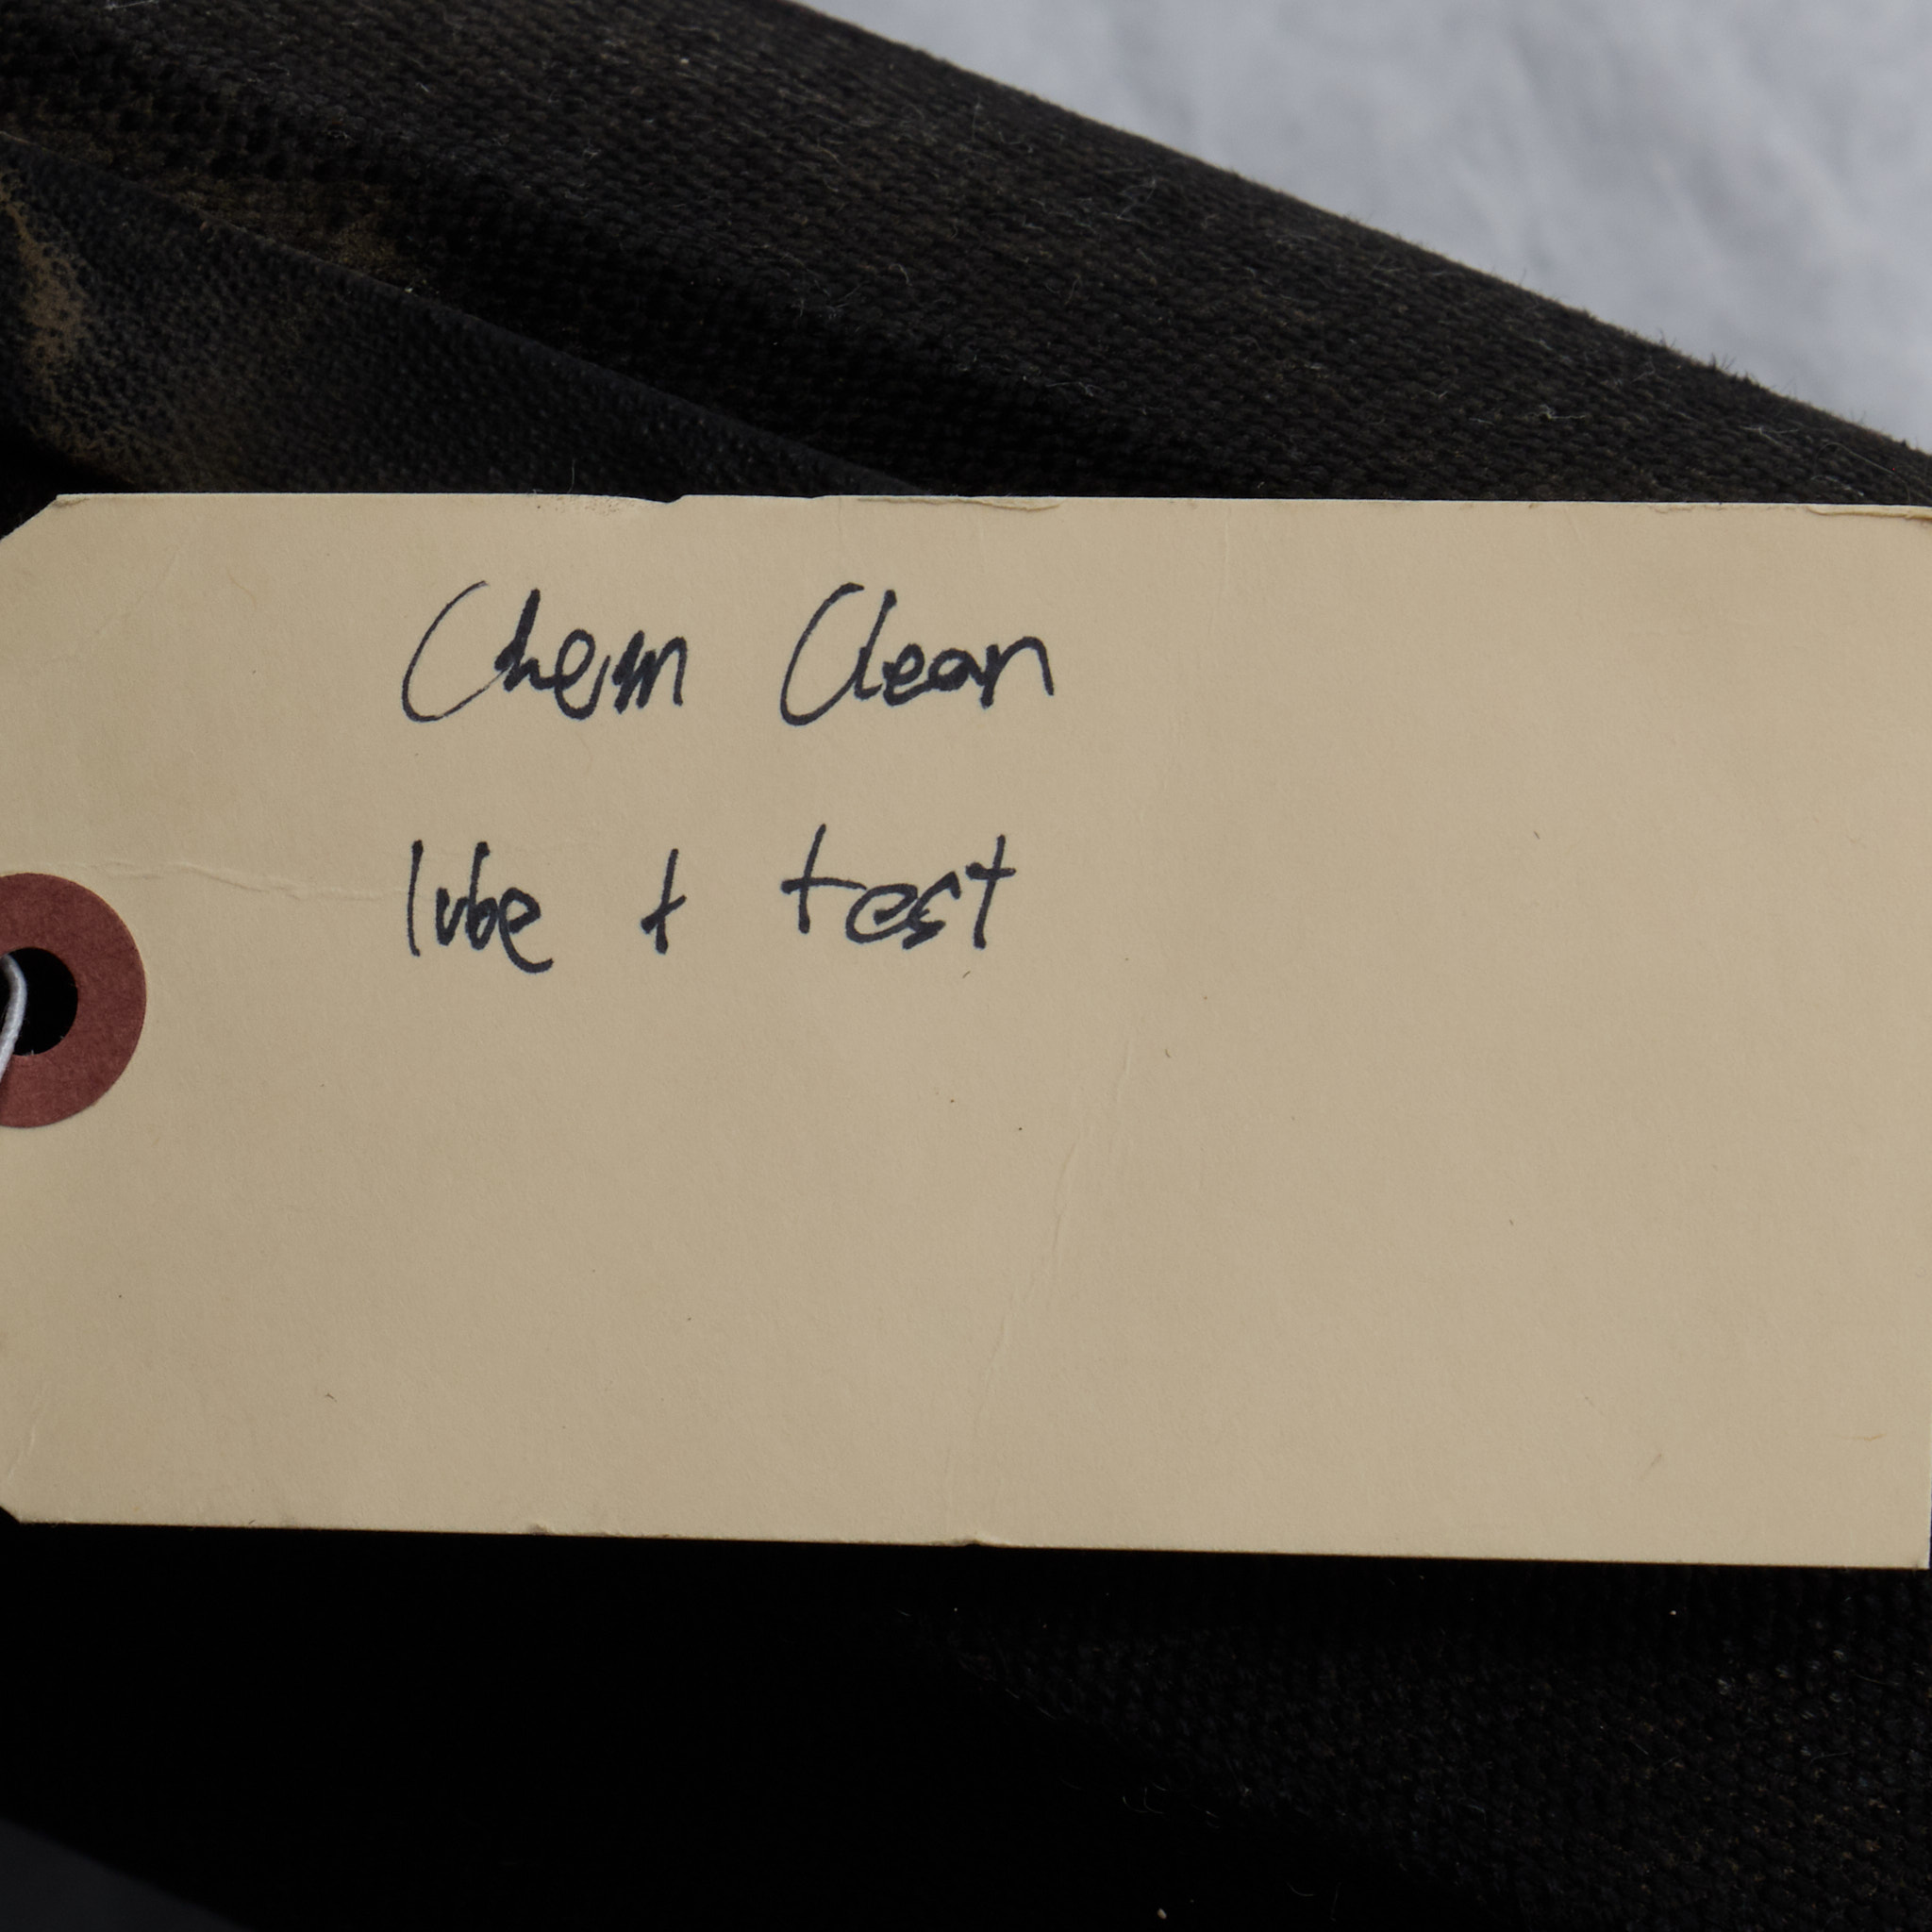 Chem Clean
lube + test